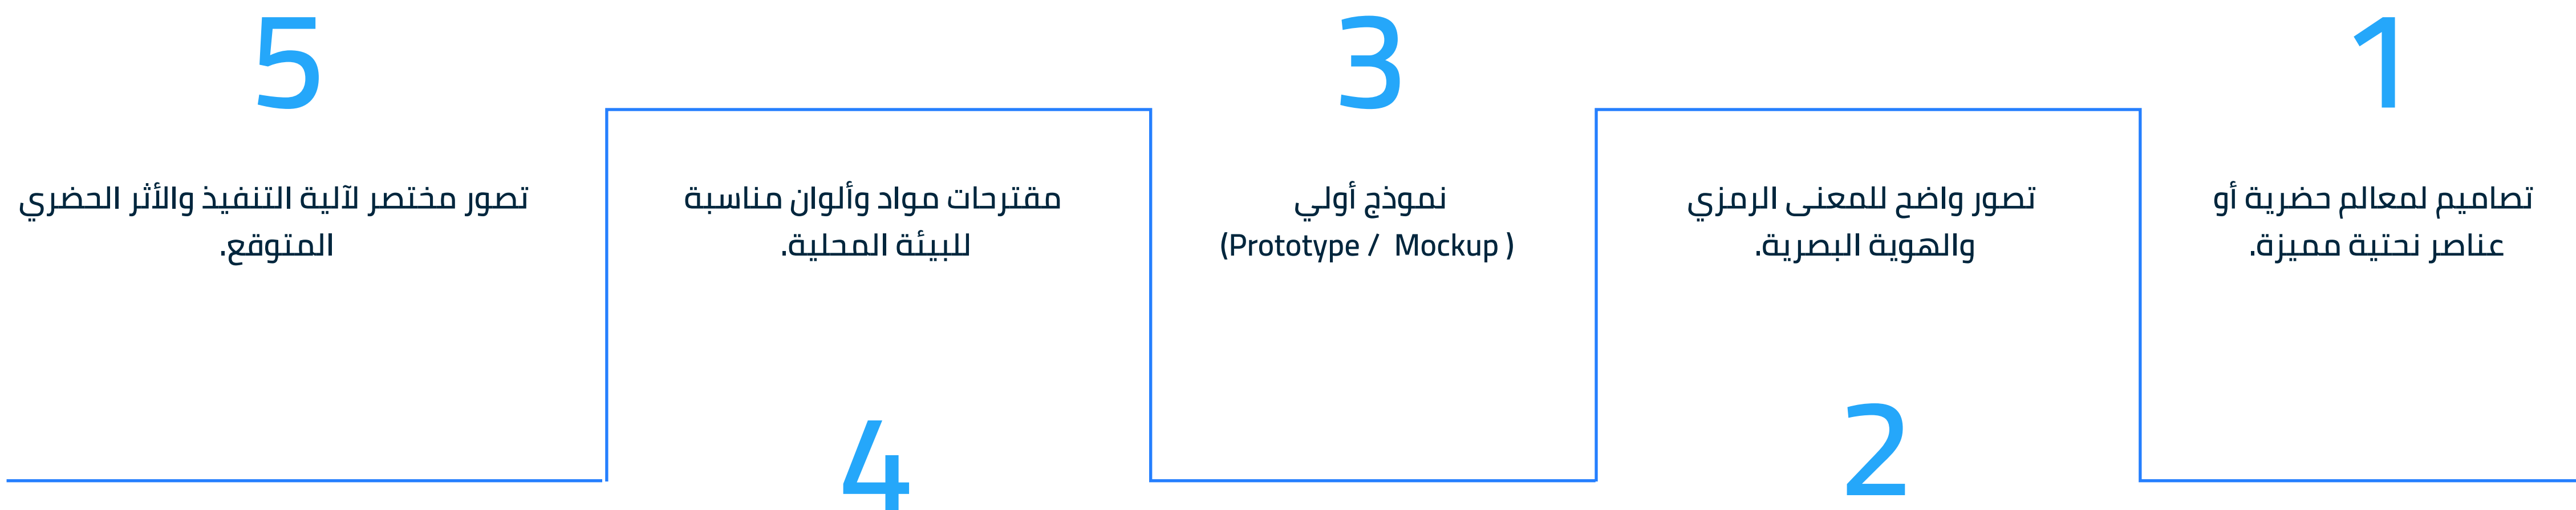 1
تصاميم لمعالم حضرية أو
عناصر نحتية مميزة.
2
تصور واضح للمعنى الرمزي
والهوية البصرية.
3
نموذج أولي
(Prototype / Mockup )
4
مقترحات مواد وألوان مناسبة
للبيئة المحلية.
5
تصور مختصر لآلية التنفيذ والأثر الحضري
المتوقع.